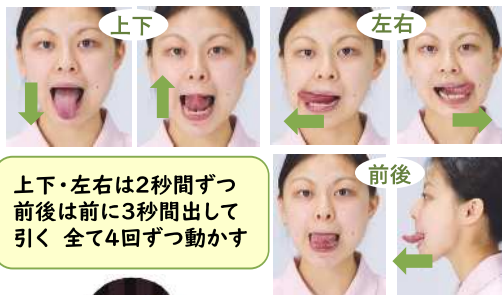 上下
左右
上下・左右は2秒間ずつ
前後は前に3秒間出して
引く 全て4回ずつ動かす
前後